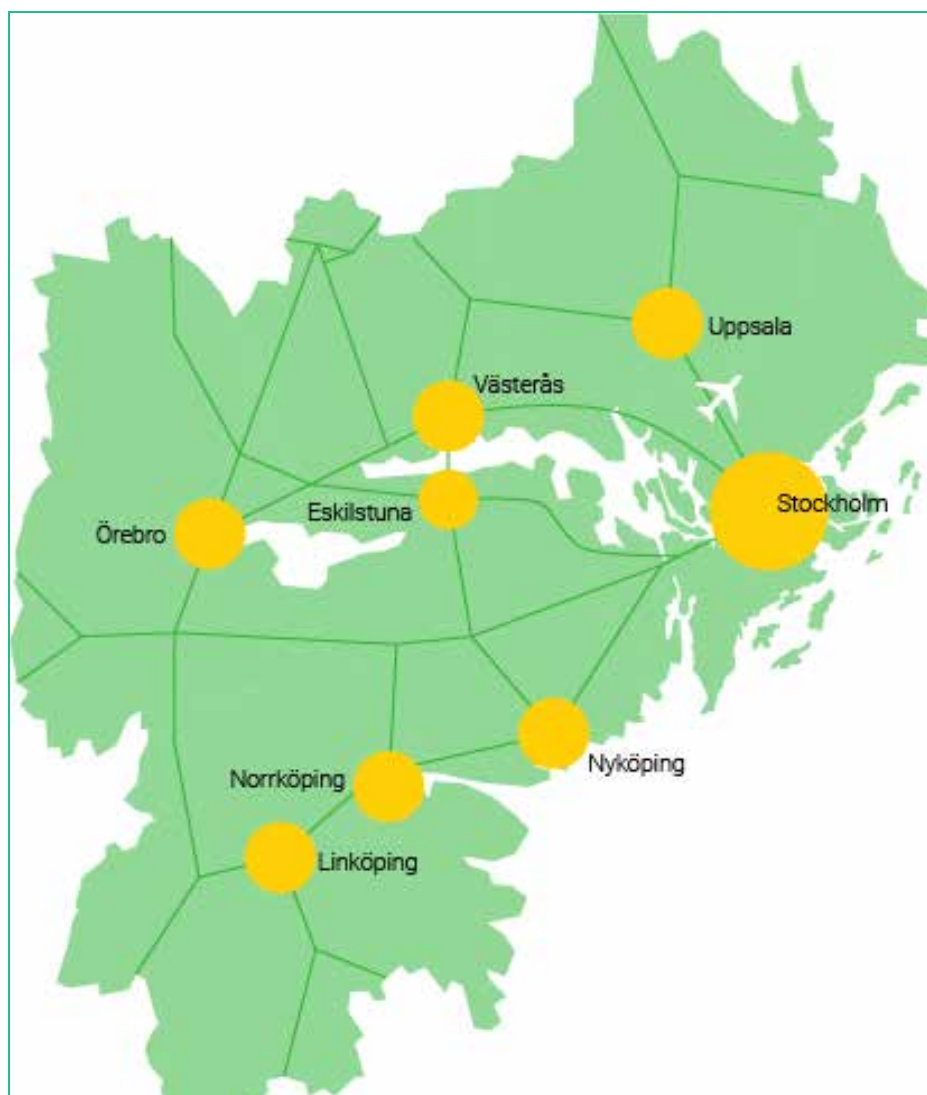 Uppsala
Västerås
Stockholm
Eskilstuna
Örebro
Nyköping
Norrköping
Linköping